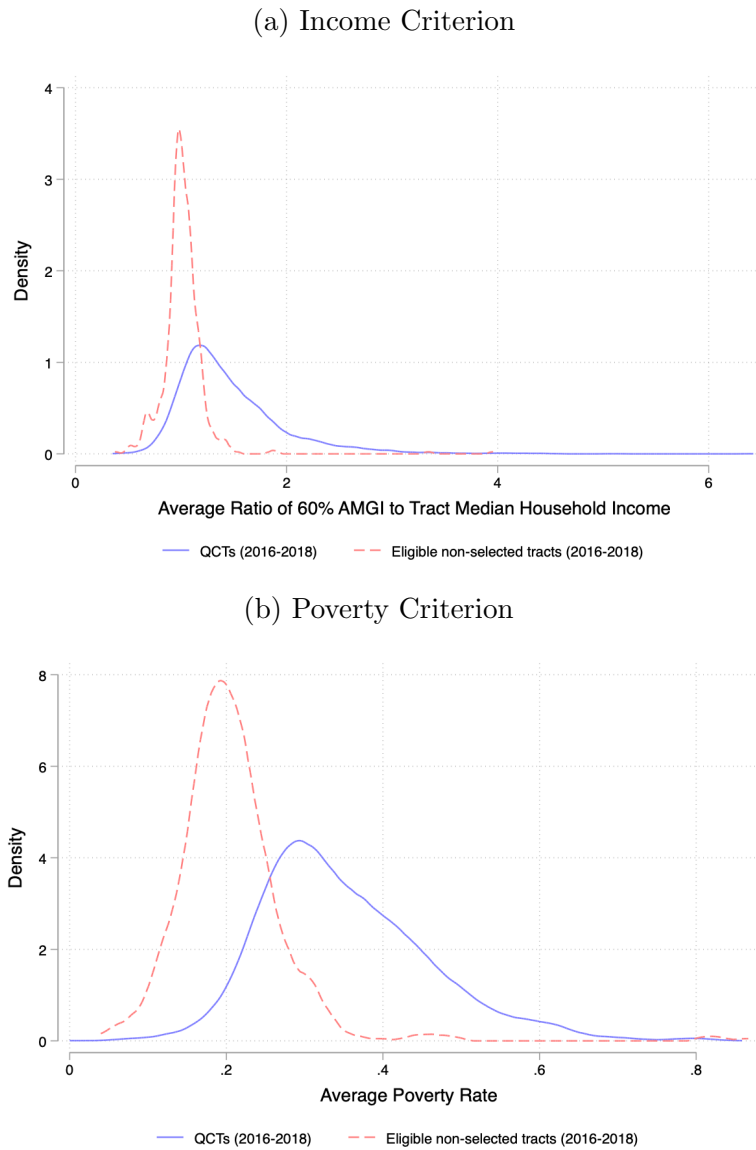 (a) Income Criterion
4
3
2
1
0
Density
0 2 4 6
Average Ratio of 60% AMGI to Tract Median Household Income
QCTs (2016-2018) Eligible non-selected tracts (2016-2018)
(b) Poverty Criterion
8
6
4
2
0
Density
0 .2 .4 .6 .8
Average Poverty Rate
QCTs (2016-2018) Eligible non-selected tracts (2016-2018)